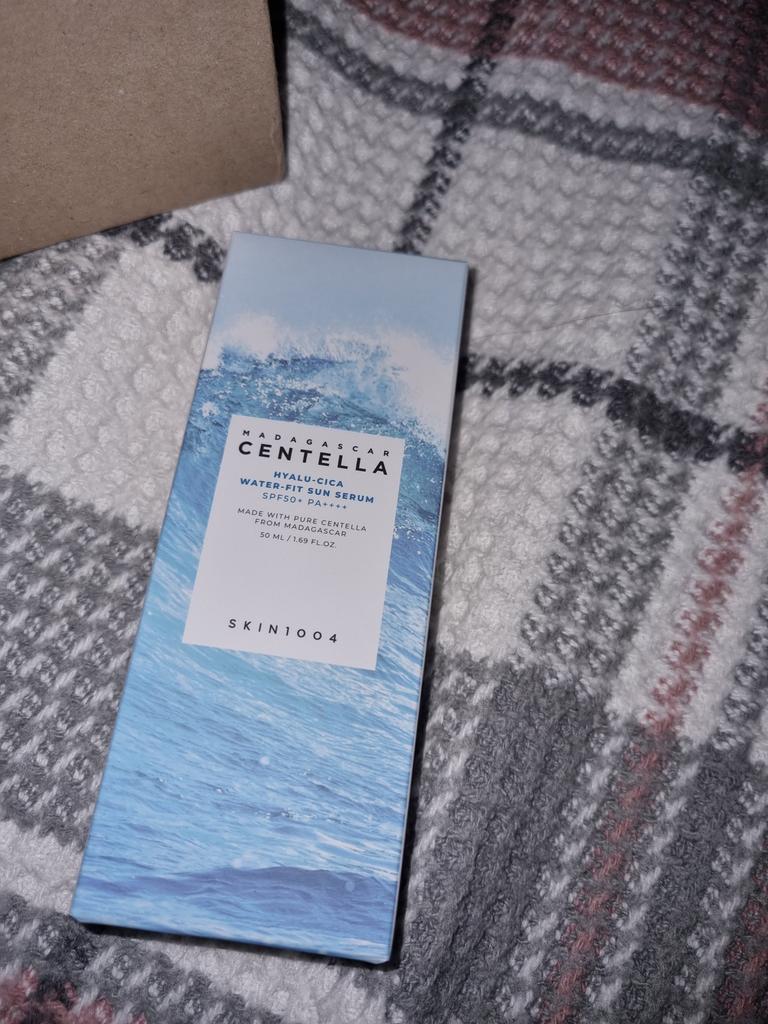 MADAGASCAR
CENTELLA
HYALU-CICA
WATER-FIT SUN SERUM
SPF50+ PA++++
MADE WITH PURE CENTELLA
FROM MADAGASCAR
50 ML / 1.69 FL.OZ.
SKIN1004